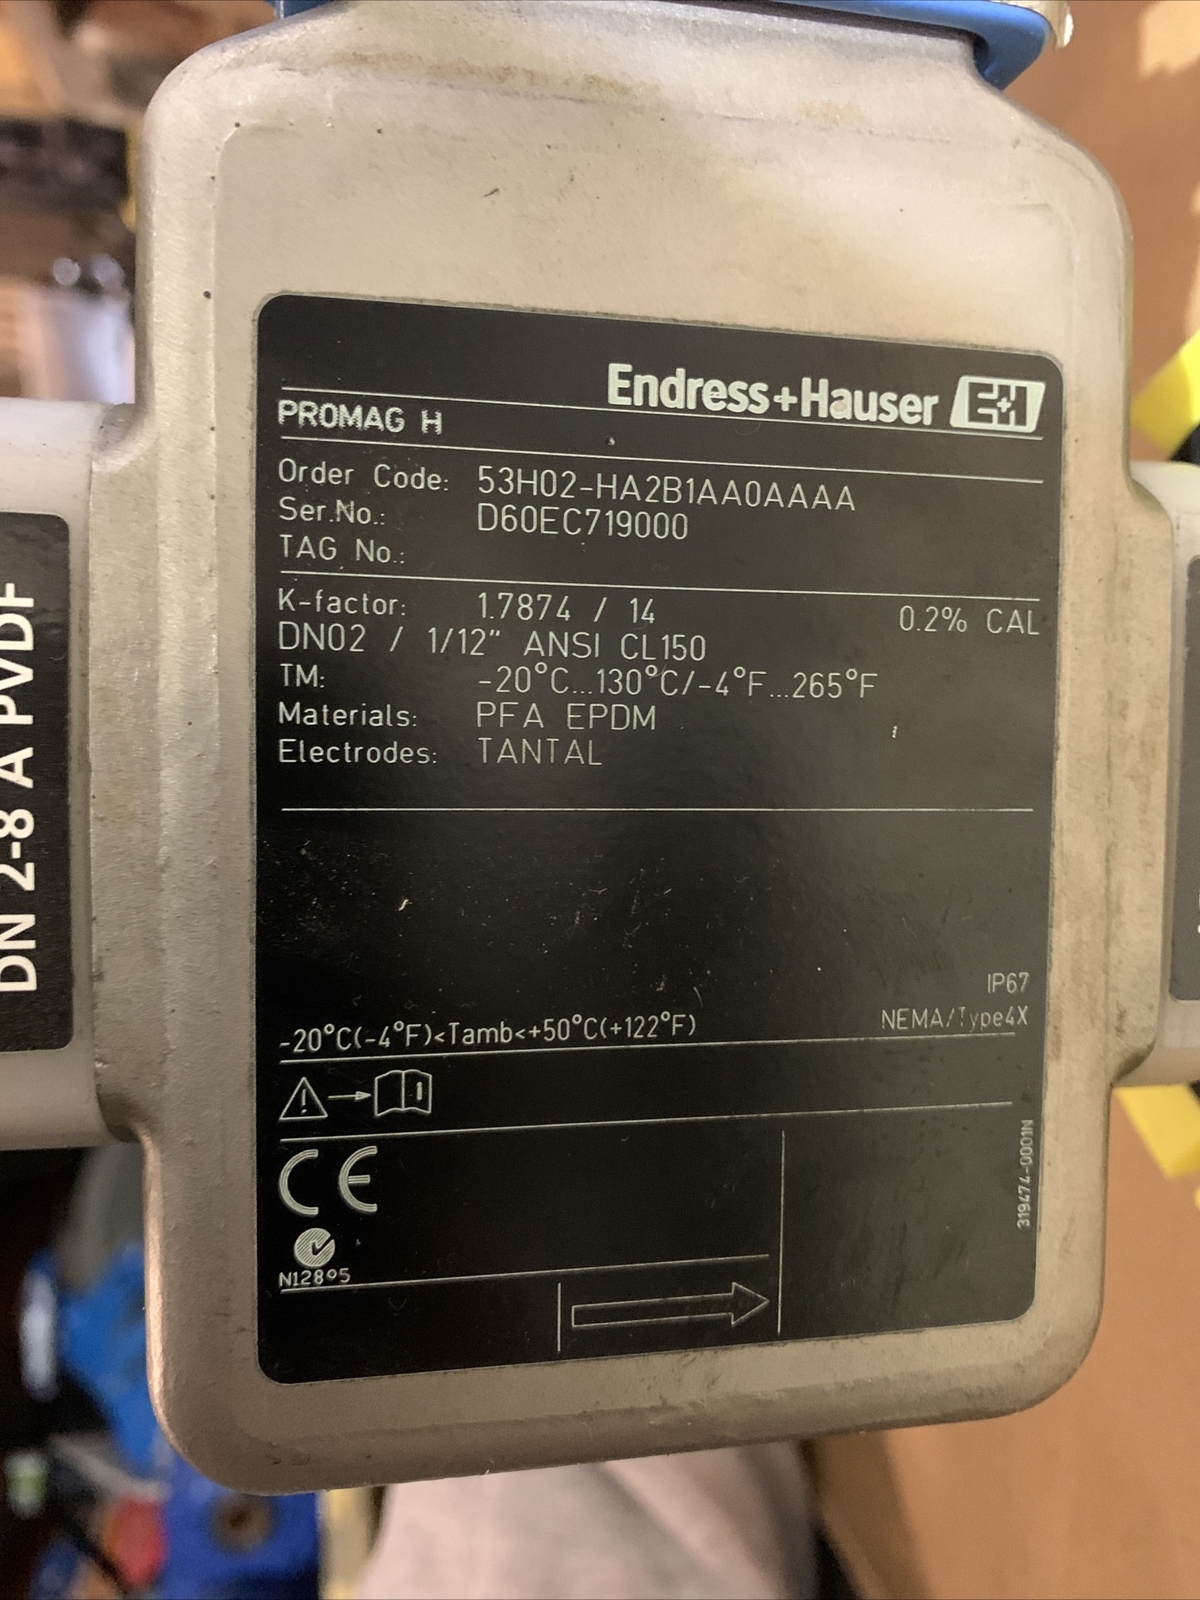 Endress+Hauser E+H
PROMAG H
Order Code: 53H02-HA2B1AA0AAAA
Ser.No.: D60EC719000
TAG No.:
K-factor: 1.7874 / 14 0.2% CAL
DN02 / 1/12" ANSI CL150
TM: -20°C...130°C/-4°F...265°F
Materials: PFA EPDM
Electrodes: TANTAL
IP67
-20°C(-4°F)<Tamb<+50°C(+122°F) NEMA/Type4X
CE
N12895
319474-0001N
DN 2-8 A PVDF